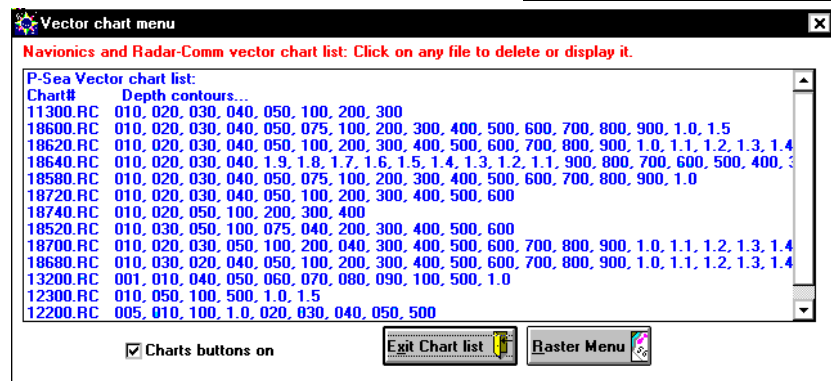 Vector chart menu
Navionics and Radar-Comm vector chart list: Click on any file to delete or display it.
P-Sea Vector chart list:
Chart# Depth contours...
11300.RC 010, 020, 030, 040, 050, 100, 200, 300
18600.RC 010, 020, 030, 040, 050, 075, 100, 200, 300, 400, 500, 600, 700, 800, 900, 1.0, 1.5
18620.RC 010, 020, 030, 040, 050, 100, 200, 300, 400, 500, 600, 700, 800, 900, 1.0, 1.1, 1.2, 1.3, 1.4
18640.RC 010, 020, 030, 040, 1.9, 1.8, 1.7, 1.6, 1.5, 1.4, 1.3, 1.2, 1.1, 900, 800, 700, 600, 500, 400,
18580.RC 010, 020, 030, 040, 050, 075, 100, 200, 300, 400, 500, 600, 700, 800, 900, 1.0
18720.RC 010, 020, 030, 040, 050, 100, 200, 300, 400, 500, 600
18740.RC 010, 020, 050, 100, 200, 300, 400
18520.RC 010, 030, 050, 100, 075, 040, 200, 300, 400, 500, 600
18700.RC 010, 020, 030, 050, 100, 200, 040, 300, 400, 500, 600, 700, 800, 900, 1.0, 1.1, 1.2, 1.3, 1.4
18680.RC 010, 030, 020, 040, 050, 100, 200, 300, 400, 500, 600, 700, 800, 900, 1.0, 1.1, 1.2, 1.3, 1.4
13200.RC 001, 010, 040, 050, 060, 070, 080, 090, 100, 500, 1.0
12300.RC 010, 050, 100, 500, 1.0, 1.5
12200.RC 005, 010, 100, 1.0, 020, 030, 040, 050, 500
Charts buttons on
Exit Chart list
Raster Menu